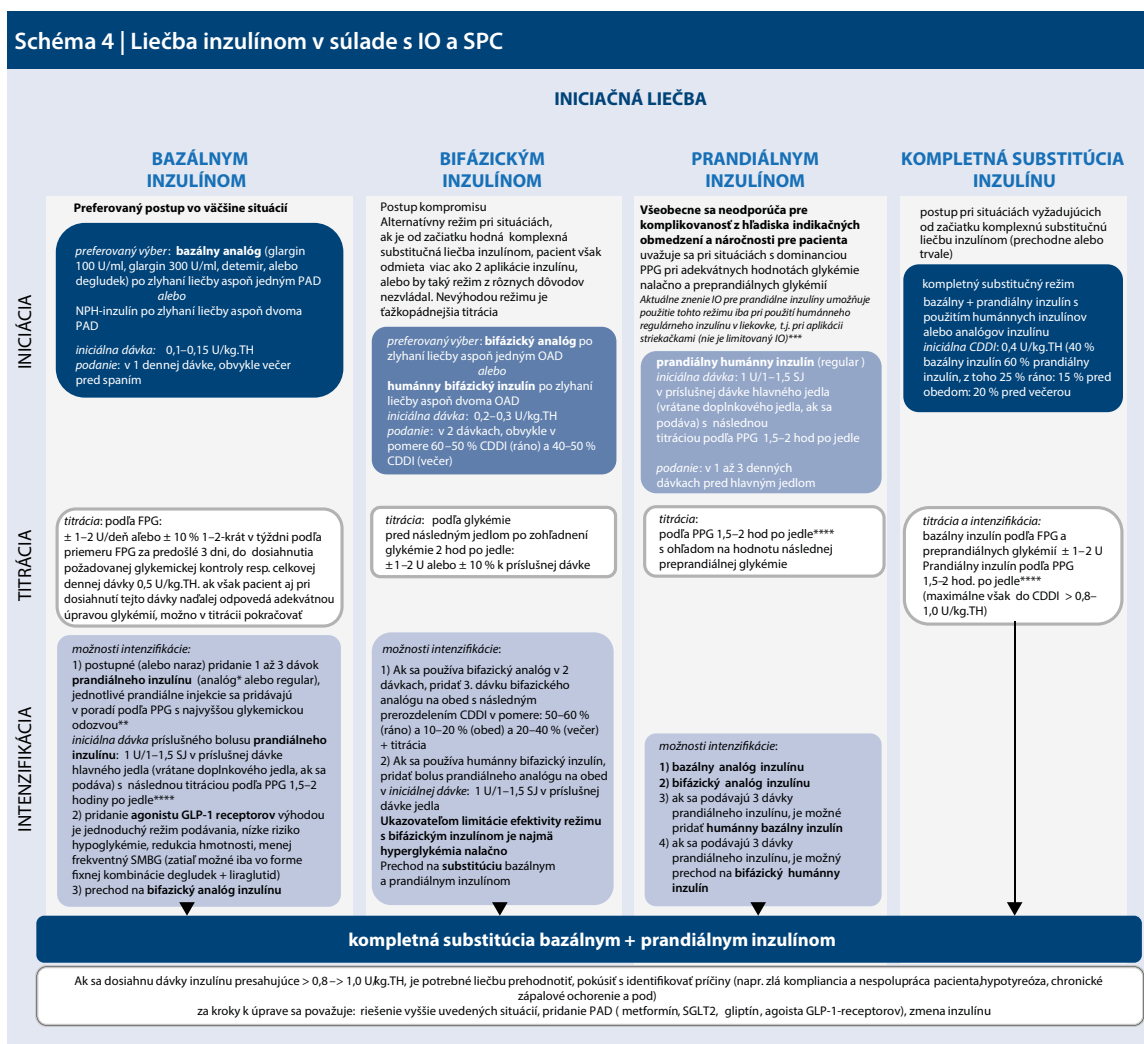 Schéma 4 | Liečba inzulínom v súlade s IO a SPC
INICIAČNÁ LIEČBA
BAZÁLNYM
INZULÍNOM
Preferovaný postup vo väčšine situácií
INICIÁCIA
preferovaný výber: bazálny analóg (glargin
100 U/ml, glargin 300 U/ml, detemir, alebo
degludek) po zlyhaní liečby aspoň jedným PAD
alebo
NPH-inzulín po zlyhaní liečby aspoň dvoma
PAD
iniciálna dávka: 0,1–0,15 U/kg.TH
podanie: v 1 dennej dávke, obvykle večer
pred spaním
BIFÁZICKÝM
INZULÍNOM
Postup kompromisu
Alternatívny režim pri situáciách,
ak je od začiatku hodná komplexná
substitučná liečba inzulínom, pacient však
odmieta viac ako 2 aplikácie inzulínu,
alebo by taký režim z rôznych dôvodov
nezvládal. Nevýhodou režimu je
ťažkopádnejšia titrácia
preferovaný výber: bifázický analóg po
zlyhaní liečby aspoň jedným OAD
alebo
humánny bifázický inzulín po zlyhaní
liečby aspoň dvoma OAD
iniciálna dávka: 0,2–0,3 U/kg.TH
podanie: v 2 dávkach, obvykle v
pomere 60–50 % CDDI (ráno) a 40–50 %
CDDI (večer)
PRANDIÁLNYM
INZULÍNOM
Všeobecne sa neodporúča pre
komplikovanosť z hľadiska indikačných
obmedzení a náročnosti pre pacienta
uvažuje sa pri situáciách s dominanciou
PPG pri adekvátnych hodnotách glykémie
nalačno a preprandiálnych glykémií
Aktuálne znenie IO pre prandiálne inzulíny umožňuje
použitie tohto režimu iba pri použití humánneho
regulárneho inzulínu v liekovke, t.j. pri aplikácii
striekačkami (nie je limitovaný IO)***
prandiálny humánny inzulín (regular )
iniciálna dávka: 1 U/1–1,5 SJ
v príslušnej dávke hlavného jedla
(vrátane doplnkového jedla, ak sa
podáva) s následnou
titráciou podľa PPG 1,5–2 hod po jedle
podanie: v 1 až 3 denných
dávkach pred hlavným jedlom
KOMPLETNÁ SUBSTITÚCIA
INZULÍNU
postup pri situáciách vyžadujúcich
od začiatku komplexnú substitučnú
liečbu inzulínom (prechodne alebo
trvale)
kompletný substitučný režim
bazálny + prandiálny inzulín s
použitím humánnych inzulínov
alebo analógov inzulínu
iniciálna CDDI: 0,4 U/kg.TH (40 %
bazálny inzulín 60 % prandiálny
inzulín, z toho 25 % ráno: 15 % pred
obedom: 20 % pred večerou
TITRÁCIA
titrácia: podľa FPG:
± 1–2 U/deň aľebo ± 10 % 1–2-krát v týždni podľa
priemeru FPG za predošlé 3 dni, do dosiahnutia
požadovanej glykemickej kontroly resp. celkovej
dennej dávky 0,5 U/kg.TH. ak však pacient aj pri
dosiahnutí tejto dávky naďalej odpovedá adekvátnou
úpravou glykémií, možno v titrácii pokračovať
titrácia: podľa glykémie
pred následným jedlom po zohľadnení
glykémie 2 hod po jedle:
±1–2 U alebo ± 10 % k príslušnej dávke
titrácia:
podľa PPG 1,5–2 hod po jedle****
s ohľadom na hodnotu následnej
preprandiálnej glykémie
titrácia a intenzifikácia:
bazálny inzulín podľa FPG a
preprandiálnych glykémií ± 1–2 U
Prandiálny inzulín podľa PPG
1,5–2 hod. po jedle****
(maximálne však do CDDI > 0,8–
1,0 U/kg.TH)
INTENZIFIKÁCIA
možnosti intenzifikácie:
1) postupné (alebo naraz) pridanie 1 až 3 dávok
prandiálneho inzulínu (analóg* alebo regular),
jednotlivé prandiálne injekcie sa pridávajú
v poradí podľa PPG s najvyššou glykemickou
odozvou**
iniciálna dávka príslušného bolusu prandiálneho
inzulínu: 1 U/1–1,5 SJ v príslušnej dávke
hlavného jedla (vrátane doplnkového jedla, ak sa
podáva) s následnou titráciou podľa PPG 1,5–2
hodiny po jedle****
2) pridanie agonistu GLP-1 receptorov výhodou
je jednoduchý režim podávania, nízke riziko
hypoglykémie, redukcia hmotnosti, menej
frekventný SMBG (zatiaľ možné iba vo forme
fixnej kombinácie degludek + liraglutid)
3) prechod na bifazický analóg inzulínu
možnosti intenzifikácie:
1) Ak sa používa bifazický analóg v 2
dávkach, pridať 3. dávku bifazického
analógu na obed s následným
prerozdelením CDDI v pomere: 50–60 %
(ráno) a 10–20 % (obed) a 20–40 % (večer)
+ titrácia
2) Ak sa používa humánny bifazický inzulín,
pridať bolus prandiálneho analógu na obed
v iniciálnej dávke: 1 U/1–1,5 SJ v príslušnej
dávke jedla
Ukazovateľom limitácie efektivity režimu
s bifázickým inzulínom je najmä
hyperglykémia nalačno
Prechod na substitúciu bazálnym
a prandiálnym inzulínom
možnosti intenzifikácie:
1) bazálny analóg inzulínu
2) bifázický analóg inzulínu
3) ak sa podávajú 3 dávky
prandiálneho inzulínu, je možné
pridať humánny bazálny inzulín
4) ak sa podávajú 3 dávky
prandiálneho inzulínu, je možný
prechod na bifázický humánny
inzulín
kompletná substitúcia bazálnym + prandiálnym inzulínom
Ak sa dosiahnu dávky inzulínu presahujúce > 0,8 –> 1,0 U/kg.TH, je potrebné liečbu prehodnotiť, pokúsiť s identifikovať príčiny (napr. zlá kompliancia a nespolupráca pacienta,hypotyreóza, chronické
zápalové ochorenie a pod)
za kroky k úprave sa považuje: riešenie vyššie uvedených situácií, pridanie PAD ( metformín, SGLT2, gliptín, agoista GLP-1-receptorov), zmena inzulínu